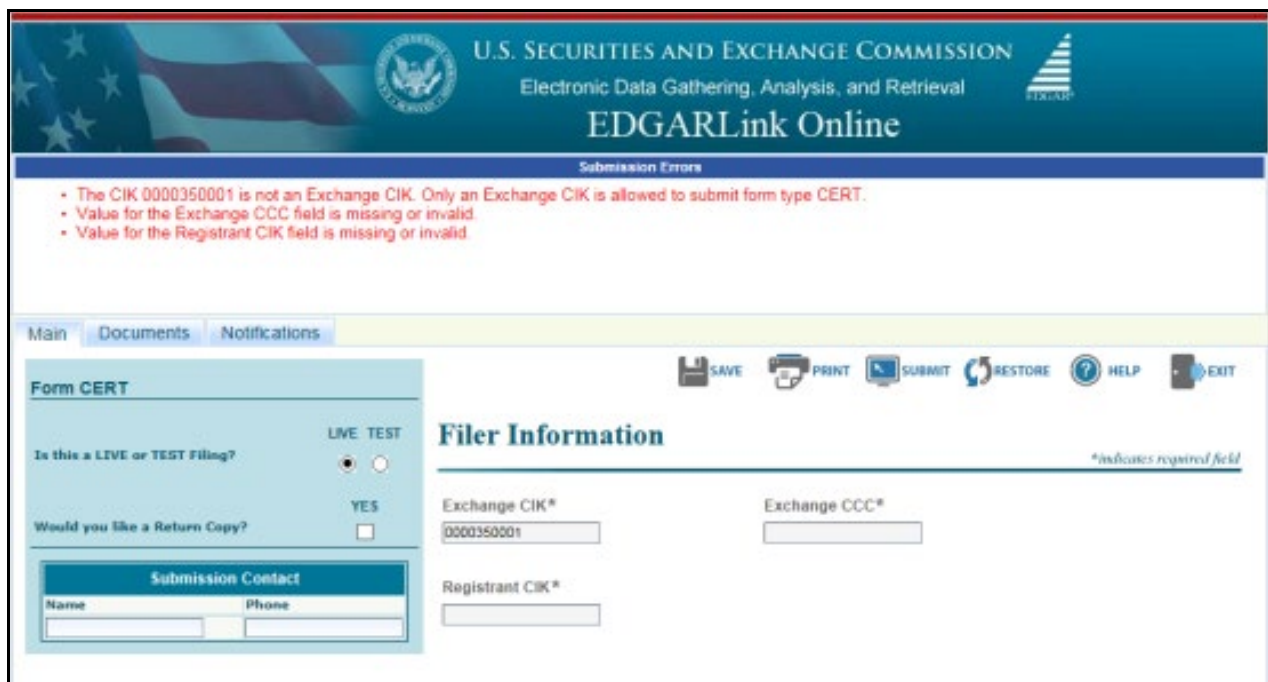 U.S. SECURITIES AND EXCHANGE COMMISSION
Electronic Data Gathering, Analysis, and Retrieval
EDGAR®
EDGARLink Online
Submission Errors
• The CIK 0000350001 is not an Exchange CIK. Only an Exchange CIK is allowed to submit form type CERT.
• Value for the Exchange CCC field is missing or invalid.
• Value for the Registrant CIK field is missing or invalid.
Main Documents Notifications
SAVE PRINT SUBMIT RESTORE HELP EXIT
Form CERT
LIVE TEST
Is this a LIVE or TEST Filing?
YES
Would you like a Return Copy?
Submission Contact
Name Phone
Filer Information
*indicates required field
Exchange CIK* Exchange CCC*
0000350001
Registrant CIK*